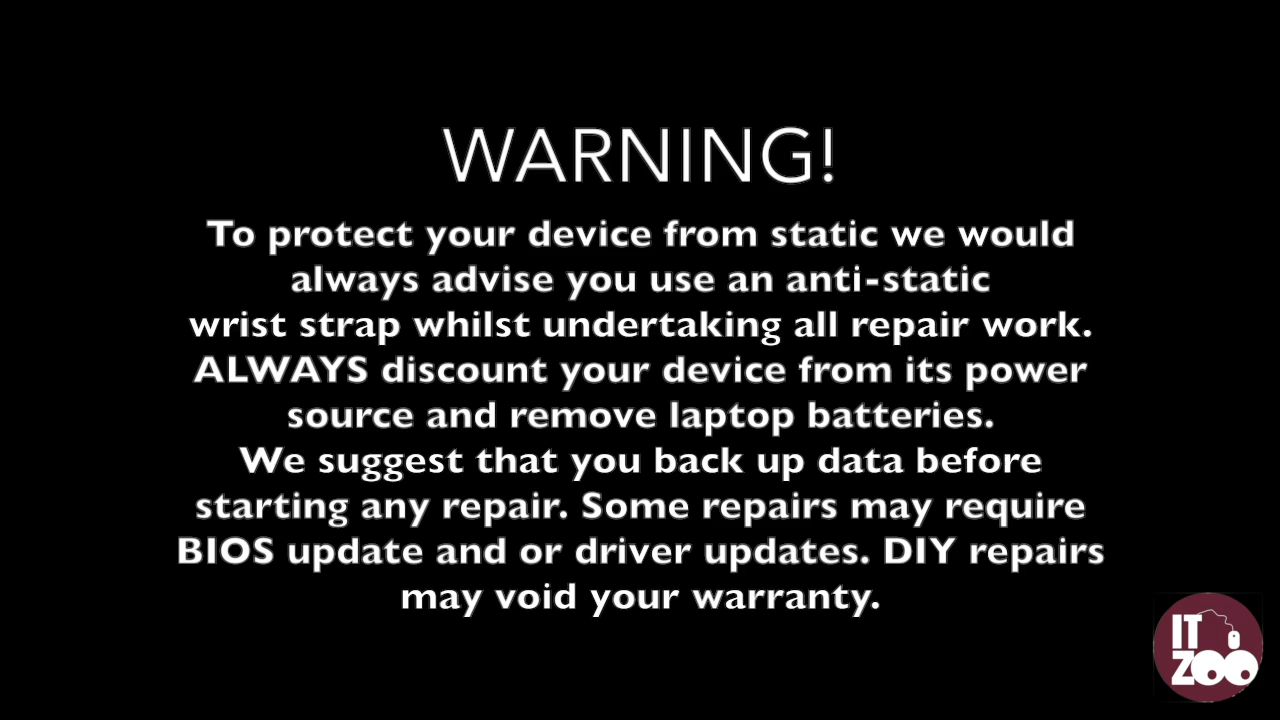 WARNING!
To protect your device from static we would
always advise you use an anti-static
wrist strap whilst undertaking all repair work.
ALWAYS discount your device from its power
source and remove laptop batteries.
We suggest that you back up data before
starting any repair. Some repairs may require
BIOS update and or driver updates. DIY repairs
may void your warranty.
IT
ZOO